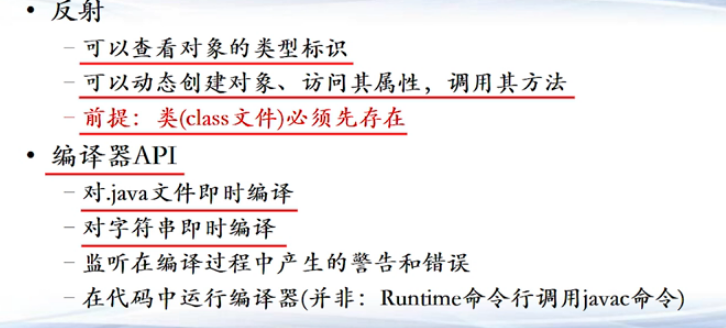 • 反射
– 可以查看对象的类型标识
– 可以动态创建对象、访问其属性，调用其方法
– 前提：类(class文件)必须先存在
• 编译器API
– 对.java文件即时编译
– 对字符串即时编译
– 监听在编译过程中产生的警告和错误
– 在代码中运行编译器(并非：Runtime命令行调用javac命令)